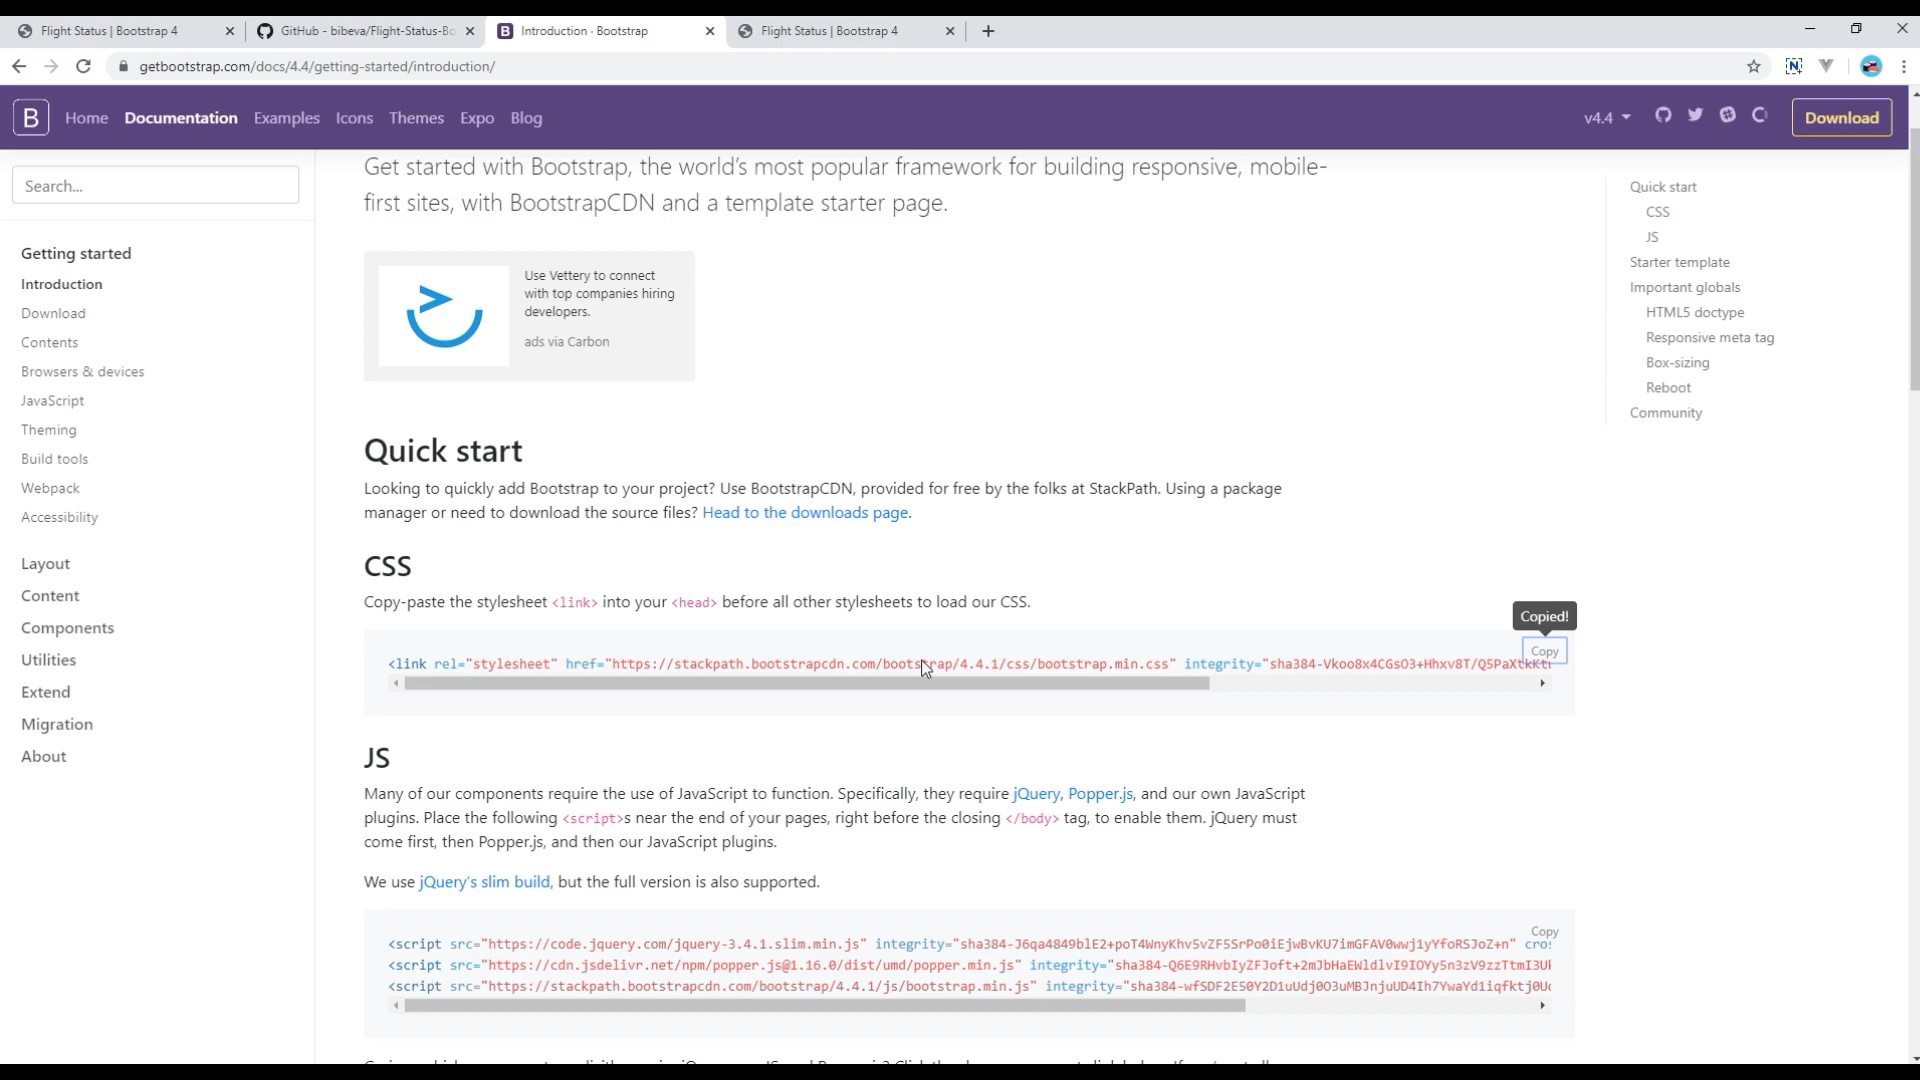 Flight Status | Bootstrap 4
GitHub - bibeva/Flight-Status-Bo
Introduction · Bootstrap
Flight Status | Bootstrap 4
getbootstrap.com/docs/4.4/getting-started/introduction/
B Home Documentation Examples Icons Themes Expo Blog v4.4 Download
Search...
Getting started
Introduction
Download
Contents
Browsers & devices
JavaScript
Theming
Build tools
Webpack
Accessibility
Layout
Content
Components
Utilities
Extend
Migration
About
Get started with Bootstrap, the world’s most popular framework for building responsive, mobile-
first sites, with BootstrapCDN and a template starter page.
Use Vettery to connect
with top companies hiring
developers.
ads via Carbon
Quick start
Looking to quickly add Bootstrap to your project? Use BootstrapCDN, provided for free by the folks at StackPath. Using a package
manager or need to download the source files? Head to the downloads page.
CSS
Copy-paste the stylesheet <link> into your <head> before all other stylesheets to load our CSS.
Copied!
Copy
<link rel="stylesheet" href="https://stackpath.bootstrapcdn.com/bootstrap/4.4.1/css/bootstrap.min.css" integrity="sha384-Vkoo8x4CGsO3+Hhxv8T/Q5PaXtkKtu
JS
Many of our components require the use of JavaScript to function. Specifically, they require jQuery, Popper.js, and our own JavaScript
plugins. Place the following <script>s near the end of your pages, right before the closing </body> tag, to enable them. jQuery must
come first, then Popper.js, and then our JavaScript plugins.
We use jQuery’s slim build, but the full version is also supported.
Copy
<script src="https://code.jquery.com/jquery-3.4.1.slim.min.js" integrity="sha384-J6qa4849blE2+poT4WnyKhv5vZF5SrPo0iEjwBvKU7imGFAV0wwj1yYfoRSJoZ+n" cros
<script src="https://cdn.jsdelivr.net/npm/popper.js@1.16.0/dist/umd/popper.min.js" integrity="sha384-Q6E9RHvbIyZFJoft+2mJbHaEWldlvI9IOYy5n3zV9zzTtmI3Uk
<script src="https://stackpath.bootstrapcdn.com/bootstrap/4.4.1/js/bootstrap.min.js" integrity="sha384-wfSDF2E50Y2D1uUdj0O3uMBJnjuUD4Ih7YwaYd1iqfktj0Uo
Quick start
CSS
JS
Starter template
Important globals
HTML5 doctype
Responsive meta tag
Box-sizing
Reboot
Community